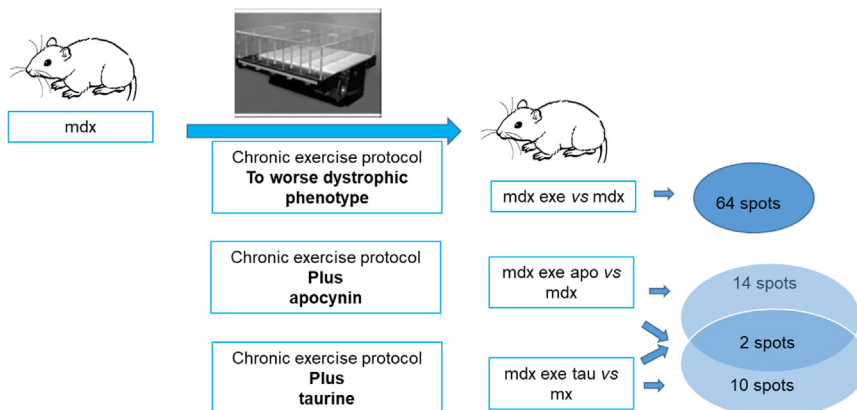 mdx
Chronic exercise protocol
To worse dystrophic
phenotype
mdx exe vs mdx
64 spots
Chronic exercise protocol
Plus
apocynin
mdx exe apo vs
mdx
14 spots
2 spots
Chronic exercise protocol
Plus
taurine
mdx exe tau vs
mx
10 spots